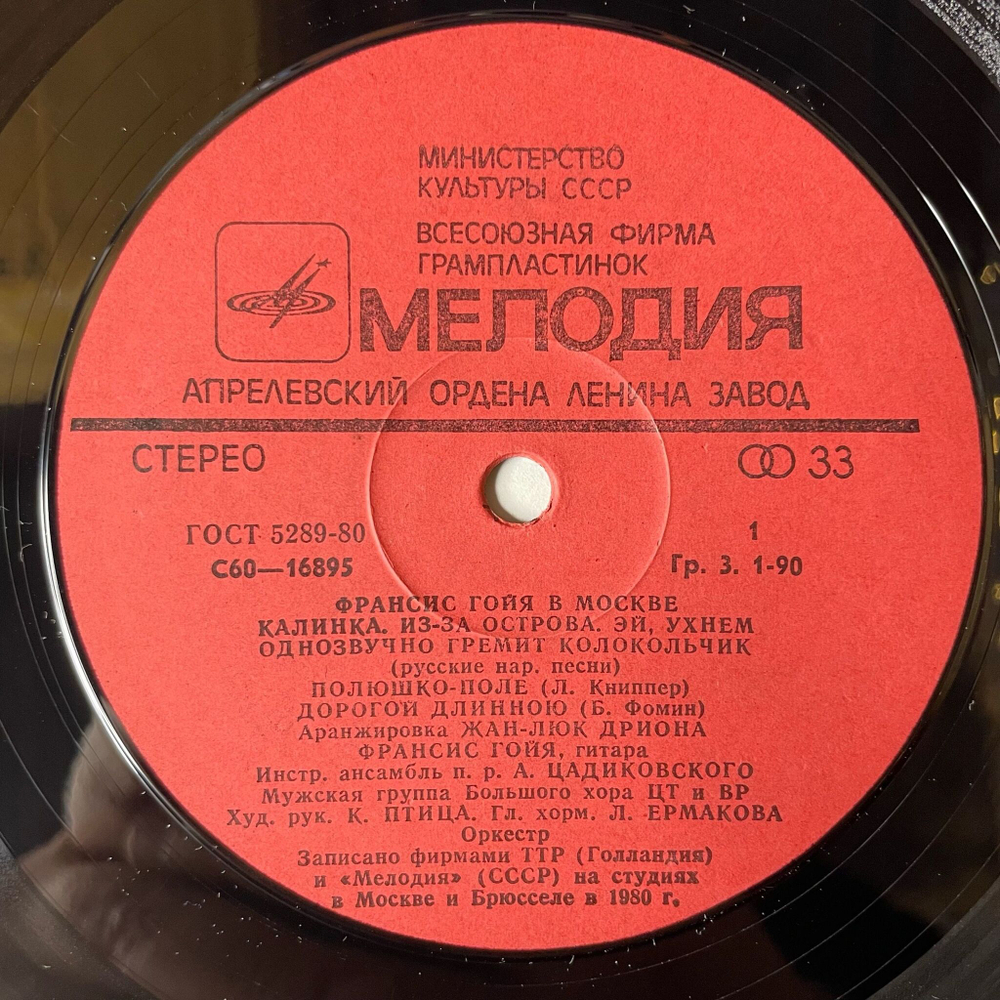 МИНИСТЕРСТВО
КУЛЬТУРЫ СССР
ВСЕСОЮЗНАЯ ФИРМА
ГРАМПЛАСТИНОК
МЕЛОДИЯ
АПРЕЛЕВСКИЙ ОРДЕНА ЛЕНИНА ЗАВОД
СТЕРЕО
33
ГОСТ 5289-80
1
С60—16895
Гр. 3. 1-90
ФРАНСИС ГОЙЯ В МОСКВЕ
КАЛИНКА. ИЗ-ЗА ОСТРОВА. ЭЙ, УХНЕМ
ОДНОЗВУЧНО ГРЕМИТ КОЛОКОЛЬЧИК
(русские нар. песни)
ПОЛЮШКО-ПОЛЕ (Л. Книппер)
ДОРОГОЙ ДЛИННОЮ (Б. Фомин)
Аранжировка ЖАН-ЛЮК ДРИОНА
ФРАНСИС ГОЙЯ, гитара
Инстр. ансамбль п. р. А. ЦАДИКОВСКОГО
Мужская группа Большого хора ЦТ и ВР
Худ. рук. К. ПТИЦА. Гл. хорм. Л. ЕРМАКОВА
Оркестр
Записано фирмами ТТР (Голландия)
и «Мелодия» (СССР) на студиях
в Москве и Брюсселе в 1980 г.